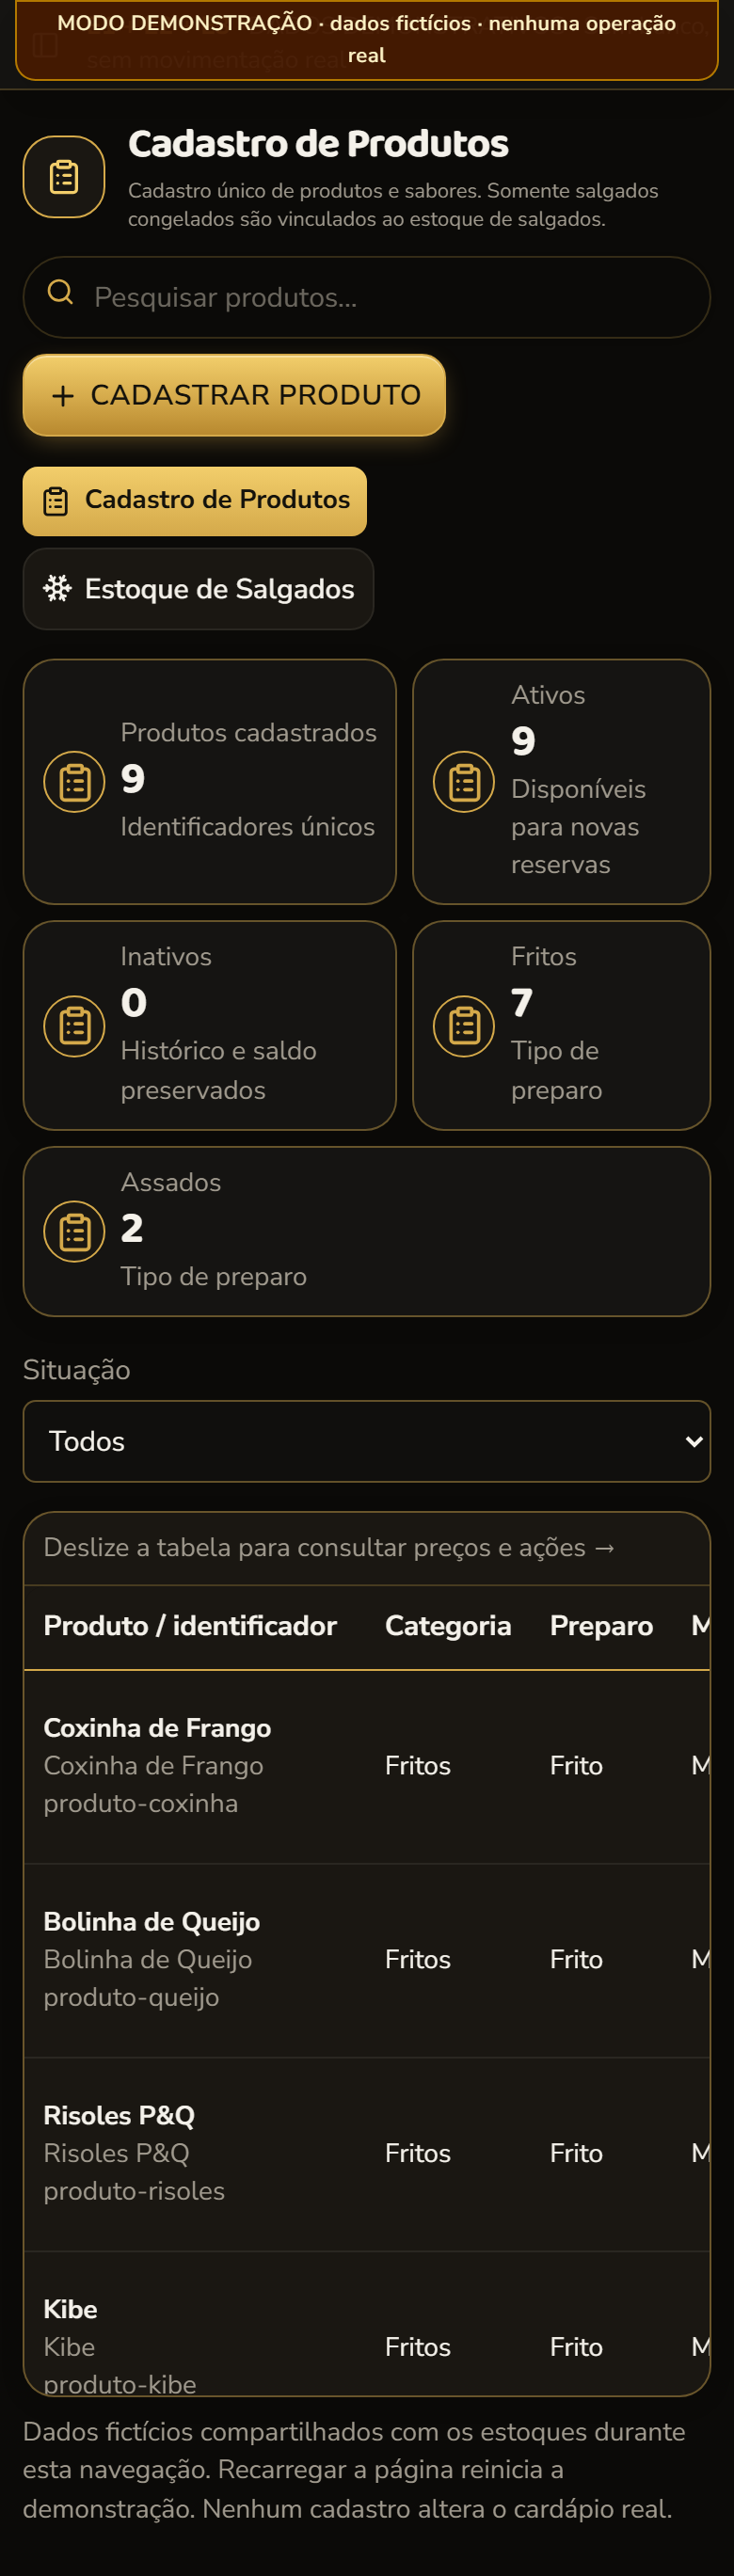 MODO DEMONSTRAÇÃO · dados fictícios · nenhuma operação
real
sem movimentação real
Cadastro de Produtos
Cadastro único de produtos e sabores. Somente salgados
congelados são vinculados ao estoque de salgados.
Pesquisar produtos...
+ CADASTRAR PRODUTO
Cadastro de Produtos
Estoque de Salgados
Produtos cadastrados
9
Identificadores únicos
Ativos
9
Disponíveis
para novas
reservas
Inativos
0
Histórico e saldo
preservados
Fritos
7
Tipo de
preparo
Assados
2
Tipo de preparo
Situação
Todos
Deslize a tabela para consultar preços e ações →
Produto / identificador Categoria Preparo
Coxinha de Frango
Coxinha de Frango Fritos Frito
produto-coxinha
Bolinha de Queijo
Bolinha de Queijo Fritos Frito
produto-queijo
Risoles P&Q
Risoles P&Q Fritos Frito
produto-risoles
Kibe
Kibe Fritos Frito
produto-kibe
Dados fictícios compartilhados com os estoques durante
esta navegação. Recarregar a página reinicia a
demonstração. Nenhum cadastro altera o cardápio real.